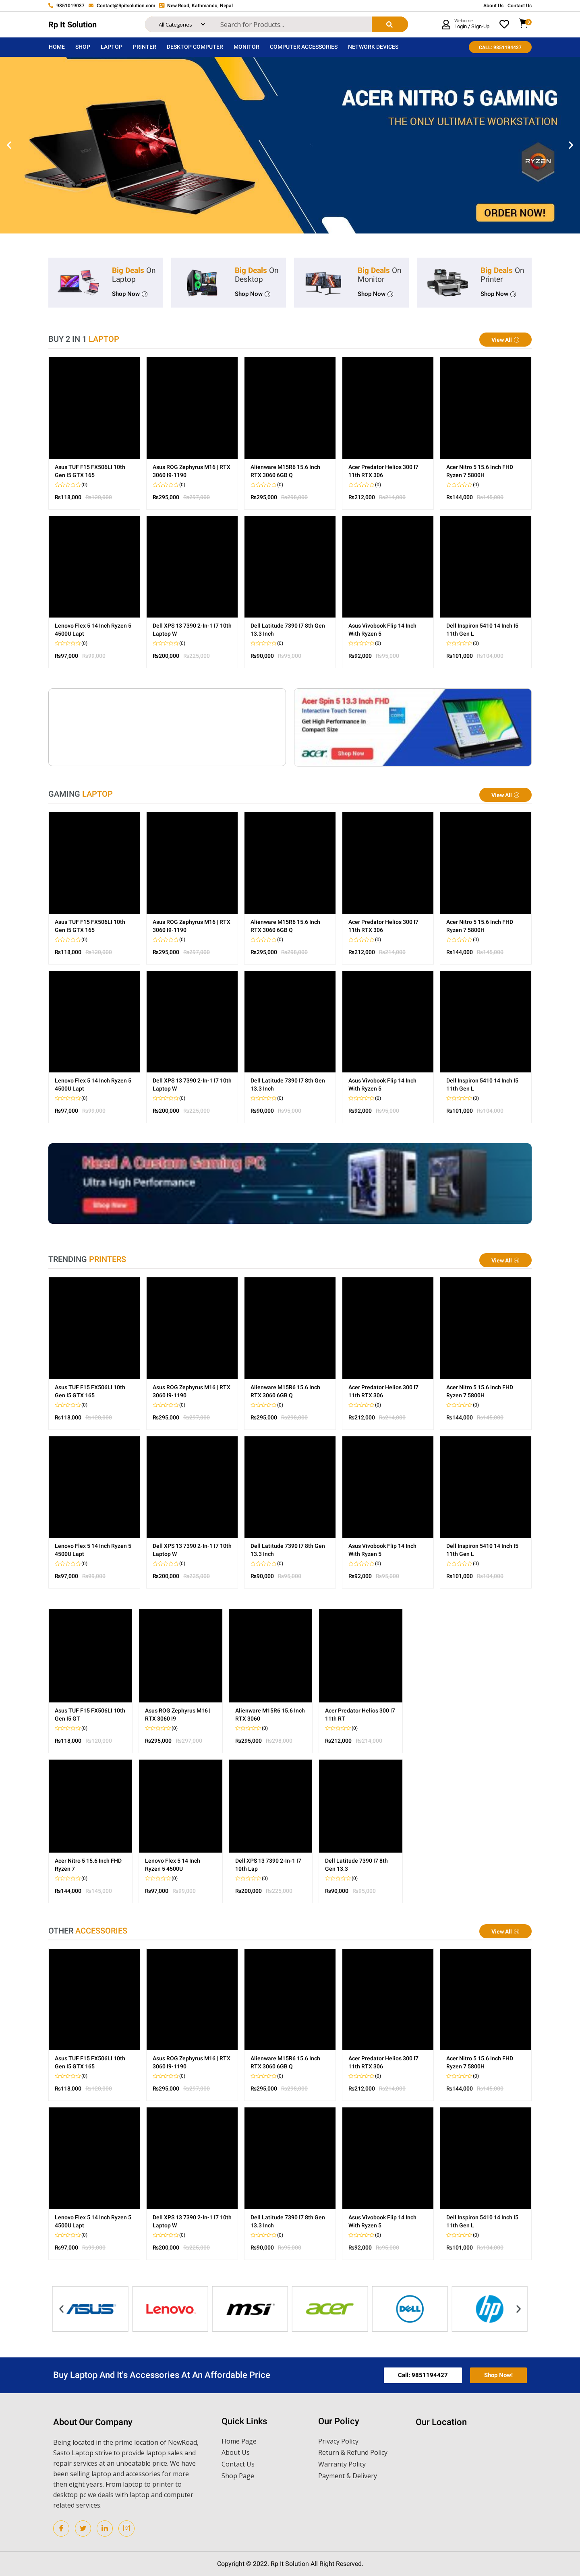 9851019037 Contact@Rpitsolution.com New Road, Kathmandu, Nepal About Us Contact Us
Rp It Solution All Categories Search for Products... Welcome Login / Sign-Up 0
HOME SHOP LAPTOP PRINTER DESKTOP COMPUTER MONITOR COMPUTER ACCESSORIES NETWORK DEVICES CALL: 9851194427
ACER NITRO 5 GAMING
THE ONLY ULTIMATE WORKSTATION
RYZEN
ORDER NOW!
Big Deals On Laptop
Shop Now
Big Deals On Desktop
Shop Now
Big Deals On Monitor
Shop Now
Big Deals On Printer
Shop Now
BUY 2 IN 1 LAPTOP View All
Asus TUF F15 FX506LI 10th Gen I5 GTX 165
(0)
₨118,000 ₨120,000
Asus ROG Zephyrus M16 | RTX 3060 I9-1190
(0)
₨295,000 ₨297,000
Alienware M15R6 15.6 Inch RTX 3060 6GB Q
(0)
₨295,000 ₨298,000
Acer Predator Helios 300 I7 11th RTX 306
(0)
₨212,000 ₨214,000
Acer Nitro 5 15.6 Inch FHD Ryzen 7 5800H
(0)
₨144,000 ₨145,000
Lenovo Flex 5 14 Inch Ryzen 5 4500U Lapt
(0)
₨97,000 ₨99,000
Dell XPS 13 7390 2-In-1 I7 10th Laptop W
(0)
₨200,000 ₨225,000
Dell Latitude 7390 I7 8th Gen 13.3 Inch
(0)
₨90,000 ₨95,000
Asus Vivobook Flip 14 Inch With Ryzen 5
(0)
₨92,000 ₨95,000
Dell Inspiron 5410 14 Inch I5 11th Gen L
(0)
₨101,000 ₨104,000
Acer Spin 5 13.3 Inch FHD
Interactive Touch Screen
Get High Performance In
Compact Size
acer Shop Now
GAMING LAPTOP View All
Asus TUF F15 FX506LI 10th Gen I5 GTX 165
(0)
₨118,000 ₨120,000
Asus ROG Zephyrus M16 | RTX 3060 I9-1190
(0)
₨295,000 ₨297,000
Alienware M15R6 15.6 Inch RTX 3060 6GB Q
(0)
₨295,000 ₨298,000
Acer Predator Helios 300 I7 11th RTX 306
(0)
₨212,000 ₨214,000
Acer Nitro 5 15.6 Inch FHD Ryzen 7 5800H
(0)
₨144,000 ₨145,000
Lenovo Flex 5 14 Inch Ryzen 5 4500U Lapt
(0)
₨97,000 ₨99,000
Dell XPS 13 7390 2-In-1 I7 10th Laptop W
(0)
₨200,000 ₨225,000
Dell Latitude 7390 I7 8th Gen 13.3 Inch
(0)
₨90,000 ₨95,000
Asus Vivobook Flip 14 Inch With Ryzen 5
(0)
₨92,000 ₨95,000
Dell Inspiron 5410 14 Inch I5 11th Gen L
(0)
₨101,000 ₨104,000
Need A Custom Gaming PC
Ultra High Performance
Shop Now
TRENDING PRINTERS View All
Asus TUF F15 FX506LI 10th Gen I5 GTX 165
(0)
₨118,000 ₨120,000
Asus ROG Zephyrus M16 | RTX 3060 I9-1190
(0)
₨295,000 ₨297,000
Alienware M15R6 15.6 Inch RTX 3060 6GB Q
(0)
₨295,000 ₨298,000
Acer Predator Helios 300 I7 11th RTX 306
(0)
₨212,000 ₨214,000
Acer Nitro 5 15.6 Inch FHD Ryzen 7 5800H
(0)
₨144,000 ₨145,000
Lenovo Flex 5 14 Inch Ryzen 5 4500U Lapt
(0)
₨97,000 ₨99,000
Dell XPS 13 7390 2-In-1 I7 10th Laptop W
(0)
₨200,000 ₨225,000
Dell Latitude 7390 I7 8th Gen 13.3 Inch
(0)
₨90,000 ₨95,000
Asus Vivobook Flip 14 Inch With Ryzen 5
(0)
₨92,000 ₨95,000
Dell Inspiron 5410 14 Inch I5 11th Gen L
(0)
₨101,000 ₨104,000
Asus TUF F15 FX506LI 10th Gen I5 GT
(0)
₨118,000 ₨120,000
Asus ROG Zephyrus M16 | RTX 3060 I9
(0)
₨295,000 ₨297,000
Alienware M15R6 15.6 Inch RTX 3060
(0)
₨295,000 ₨298,000
Acer Predator Helios 300 I7 11th RT
(0)
₨212,000 ₨214,000
Acer Nitro 5 15.6 Inch FHD Ryzen 7
(0)
₨144,000 ₨145,000
Lenovo Flex 5 14 Inch Ryzen 5 4500U
(0)
₨97,000 ₨99,000
Dell XPS 13 7390 2-In-1 I7 10th Lap
(0)
₨200,000 ₨225,000
Dell Latitude 7390 I7 8th Gen 13.3
(0)
₨90,000 ₨95,000
OTHER ACCESSORIES View All
Asus TUF F15 FX506LI 10th Gen I5 GTX 165
(0)
₨118,000 ₨120,000
Asus ROG Zephyrus M16 | RTX 3060 I9-1190
(0)
₨295,000 ₨297,000
Alienware M15R6 15.6 Inch RTX 3060 6GB Q
(0)
₨295,000 ₨298,000
Acer Predator Helios 300 I7 11th RTX 306
(0)
₨212,000 ₨214,000
Acer Nitro 5 15.6 Inch FHD Ryzen 7 5800H
(0)
₨144,000 ₨145,000
Lenovo Flex 5 14 Inch Ryzen 5 4500U Lapt
(0)
₨97,000 ₨99,000
Dell XPS 13 7390 2-In-1 I7 10th Laptop W
(0)
₨200,000 ₨225,000
Dell Latitude 7390 I7 8th Gen 13.3 Inch
(0)
₨90,000 ₨95,000
Asus Vivobook Flip 14 Inch With Ryzen 5
(0)
₨92,000 ₨95,000
Dell Inspiron 5410 14 Inch I5 11th Gen L
(0)
₨101,000 ₨104,000
ASUS Lenovo msi acer DELL hp
Buy Laptop And It's Accessories At An Affordable Price Call: 9851194427 Shop Now!
About Our Company
Being located in the prime location of NewRoad,
Sasto Laptop strive to provide laptop sales and
repair services at an unbeatable price. We have
been selling laptop and accessories for more
then eight years. From laptop to printer to
desktop pc we deals with laptop and computer
related services.
Quick Links
Home Page
About Us
Contact Us
Shop Page
Our Policy
Privacy Policy
Return & Refund Policy
Warranty Policy
Payment & Delivery
Our Location
Copyright © 2022. Rp It Solution All Right Reserved.